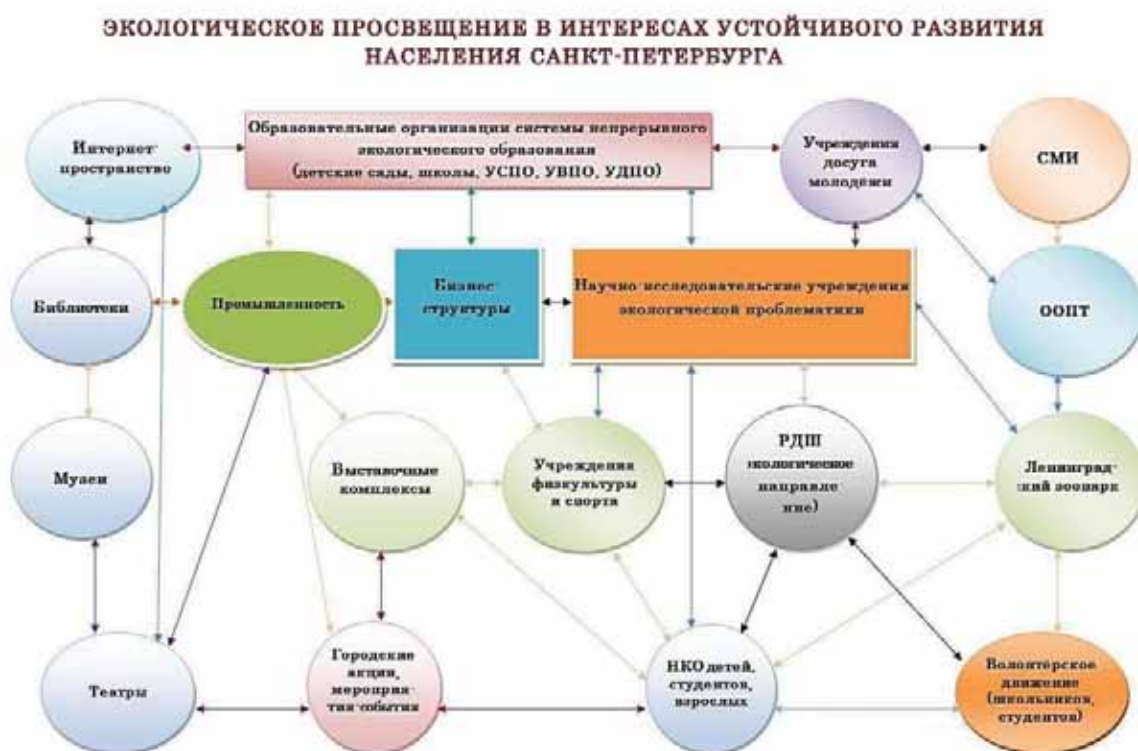 ЭКОЛОГИЧЕСКОЕ ПРОСВЕЩЕНИЕ В ИНТЕРЕСАХ УСТОЙЧИВОГО РАЗВИТИЯ
НАСЕЛЕНИЯ САНКТ-ПЕТЕРБУРГА
Интернет-
пространство
Образовательные организации системы непрерывного
экологического образования
(детские сады, школы, УСПО, УВПО, УДПО)
Учреждения
досуга
молодежи
СМИ
Библиотеки
Промышленность
Бизнес-
структуры
Научно-исследовательские учреждения
экологической проблематики
ООПТ
Музеи
Выставочные
комплексы
Учреждения
физкультуры
и спорта
РДШ
экологическое
направле-
ние)
Ленинград-
ский зоопарк
Театры
Городские
акции,
мероприя-
тия-события
НКО детей,
студентов,
взрослых
Волонтерское
движение
(школьников,
студентов)